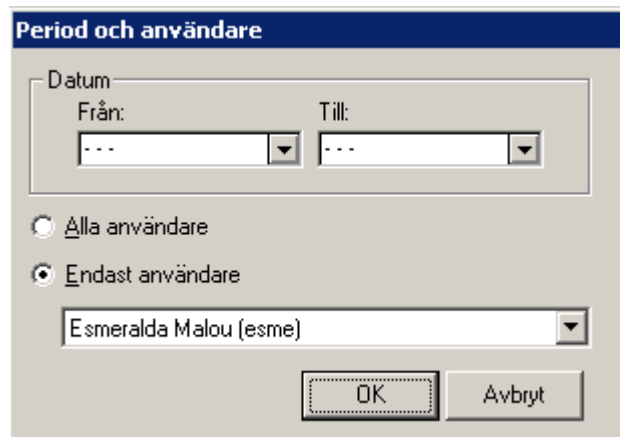 Period och användare
Datum
Från: Till:
--- ---
Alla användare
Endast användare
Esmeralda Malou (esme)
OK Avbryt